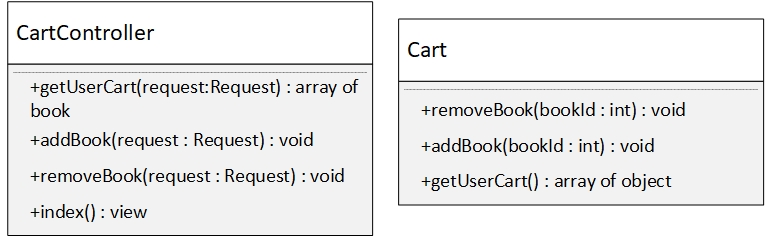 CartController
+getUserCart(request:Request) : array of
book
+addBook(request : Request) : void
+removeBook(request : Request) : void
+index() : view
Cart
+removeBook(bookId : int) : void
+addBook(bookId : int) : void
+getUserCart() : array of object